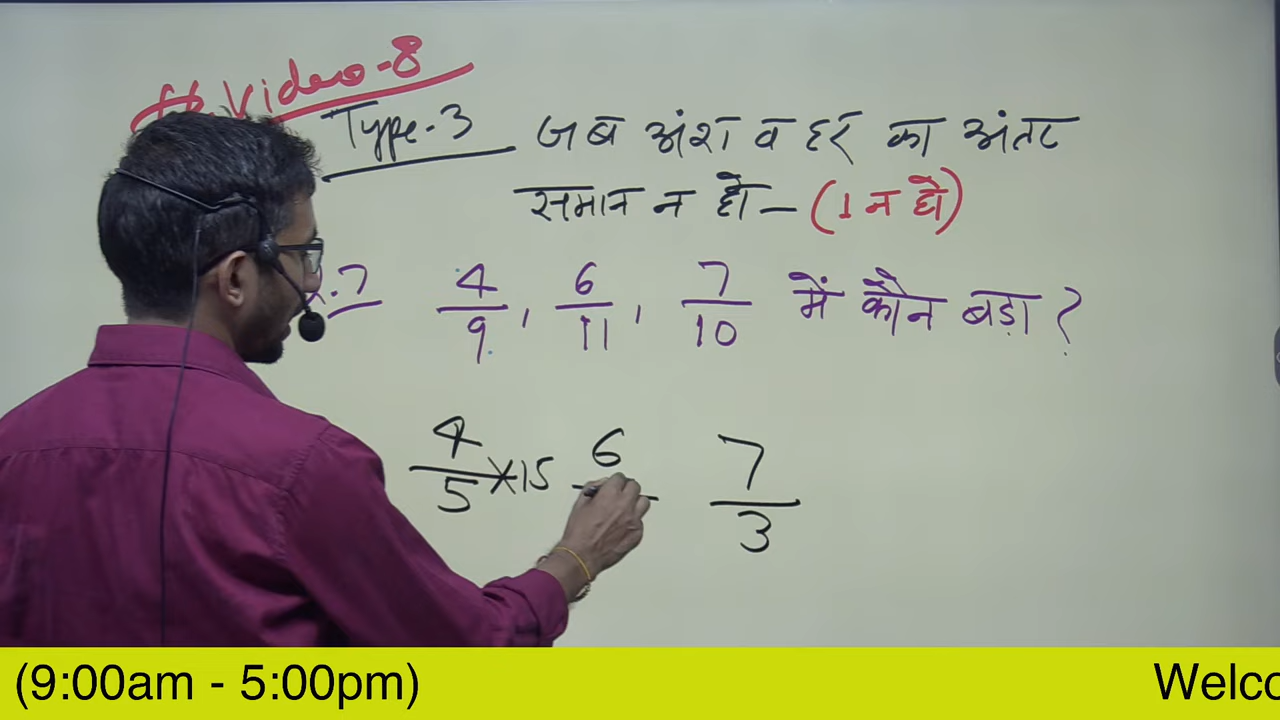 Video-8
Type-3 जब अंश व हर का अंतर
समान न हो - (1 न हो)
.7 4/9, 6/11, 7/10 में कौन बड़ा ?
4/5 ×15 6 7/3
(9:00am - 5:00pm) Welco